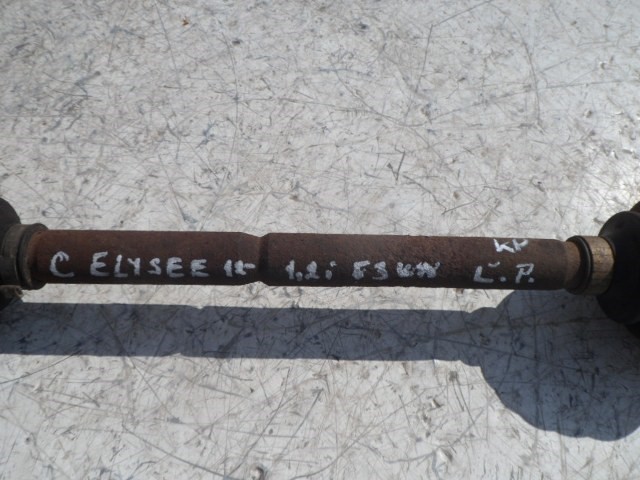 KP
C ELYSEE 15- 1.2i 53 kW L.P.